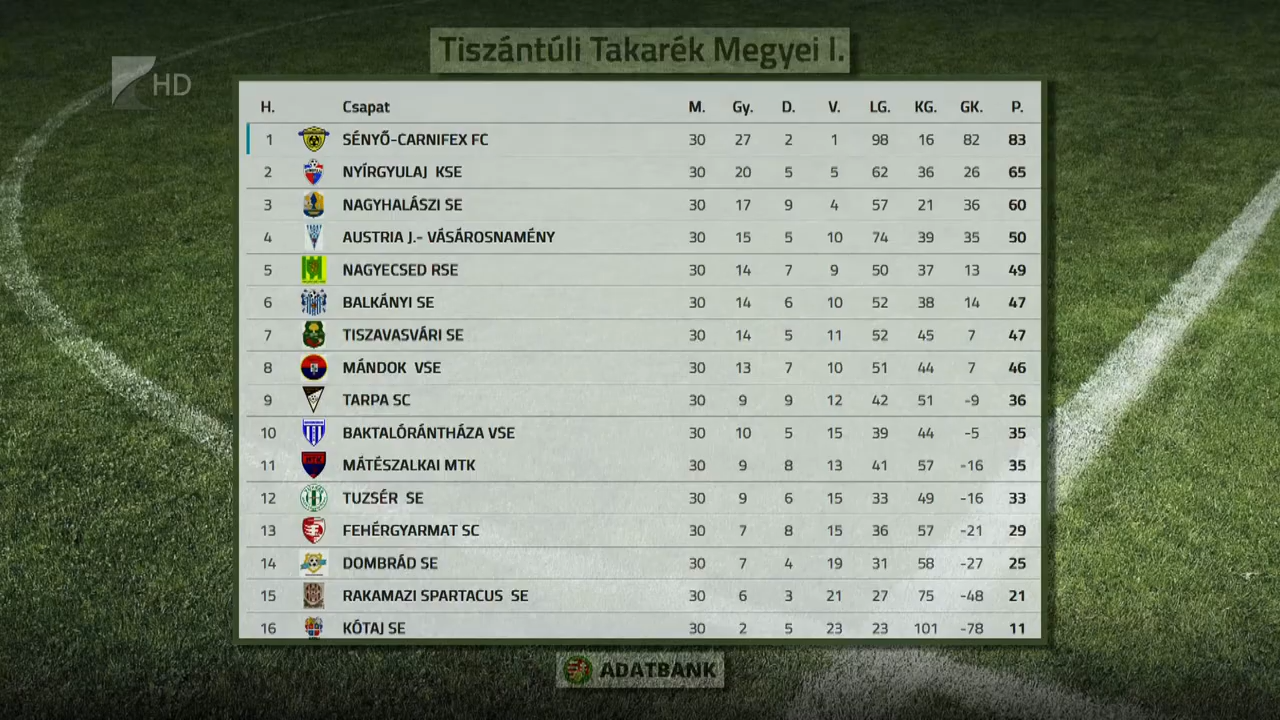 Tiszántúli Takarék Megyei I.
HD
H. Csapat M. Gy. D. V. LG. KG. GK. P.
1 SÉNYŐ-CARNIFEX FC 30 27 2 1 98 16 82 83
2 NYÍRGYULAJ KSE 30 20 5 5 62 36 26 65
3 NAGYHALÁSZI SE 30 17 9 4 57 21 36 60
4 AUSTRIA J.- VÁSÁROSNAMÉNY 30 15 5 10 74 39 35 50
5 NAGYECSED RSE 30 14 7 9 50 37 13 49
6 BALKÁNYI SE 30 14 6 10 52 38 14 47
7 TISZAVASVÁRI SE 30 14 5 11 52 45 7 47
8 MÁNDOK VSE 30 13 7 10 51 44 7 46
9 TARPA SC 30 9 9 12 42 51 -9 36
10 BAKTALÓRÁNTHÁZA VSE 30 10 5 15 39 44 -5 35
11 MÁTÉSZALKAI MTK 30 9 8 13 41 57 -16 35
12 TUZSÉR SE 30 9 6 15 33 49 -16 33
13 FEHÉRGYARMAT SC 30 7 8 15 36 57 -21 29
14 DOMBRÁD SE 30 7 4 19 31 58 -27 25
15 RAKAMAZI SPARTACUS SE 30 6 3 21 27 75 -48 21
16 KÓTAJ SE 30 2 5 23 23 101 -78 11
ADATBANK